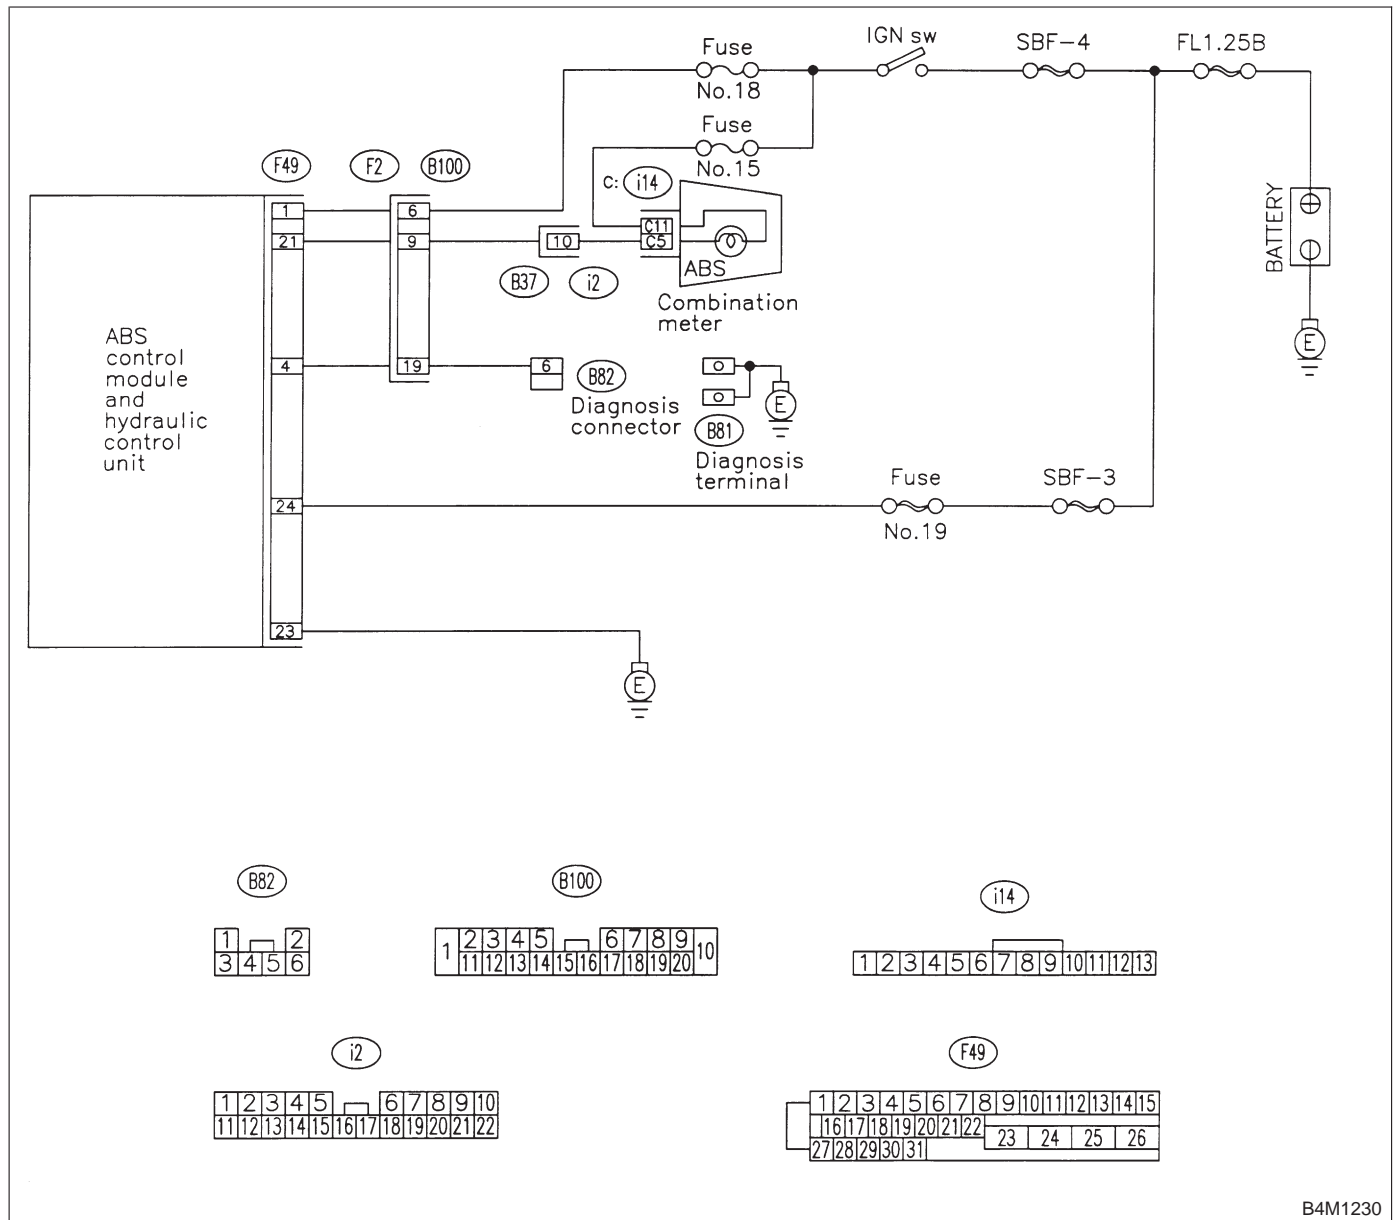 IGN sw
SBF-4
FL1.25B
Fuse
No.18
Fuse
No.15
F49
F2
B100
c: i14
1
6
C11
21
9
10
C5
ABS
B37
i2
Combination
meter
BATTERY
E
ABS
control
module
and
hydraulic
control
unit
4
19
6
B82
Diagnosis
connector
E
B81
Diagnosis
terminal
24
Fuse
No.19
SBF-3
23
E
B82
1 2
3 4 5 6
B100
1 2 3 4 5 6 7 8 9 10
11 12 13 14 15 16 17 18 19 20
i14
1 2 3 4 5 6 7 8 9 10 11 12 13
i2
1 2 3 4 5 6 7 8 9 10
11 12 13 14 15 16 17 18 19 20 21 22
F49
1 2 3 4 5 6 7 8 9 10 11 12 13 14 15
16 17 18 19 20 21 22
23 24 25 26
27 28 29 30 31
B4M1230